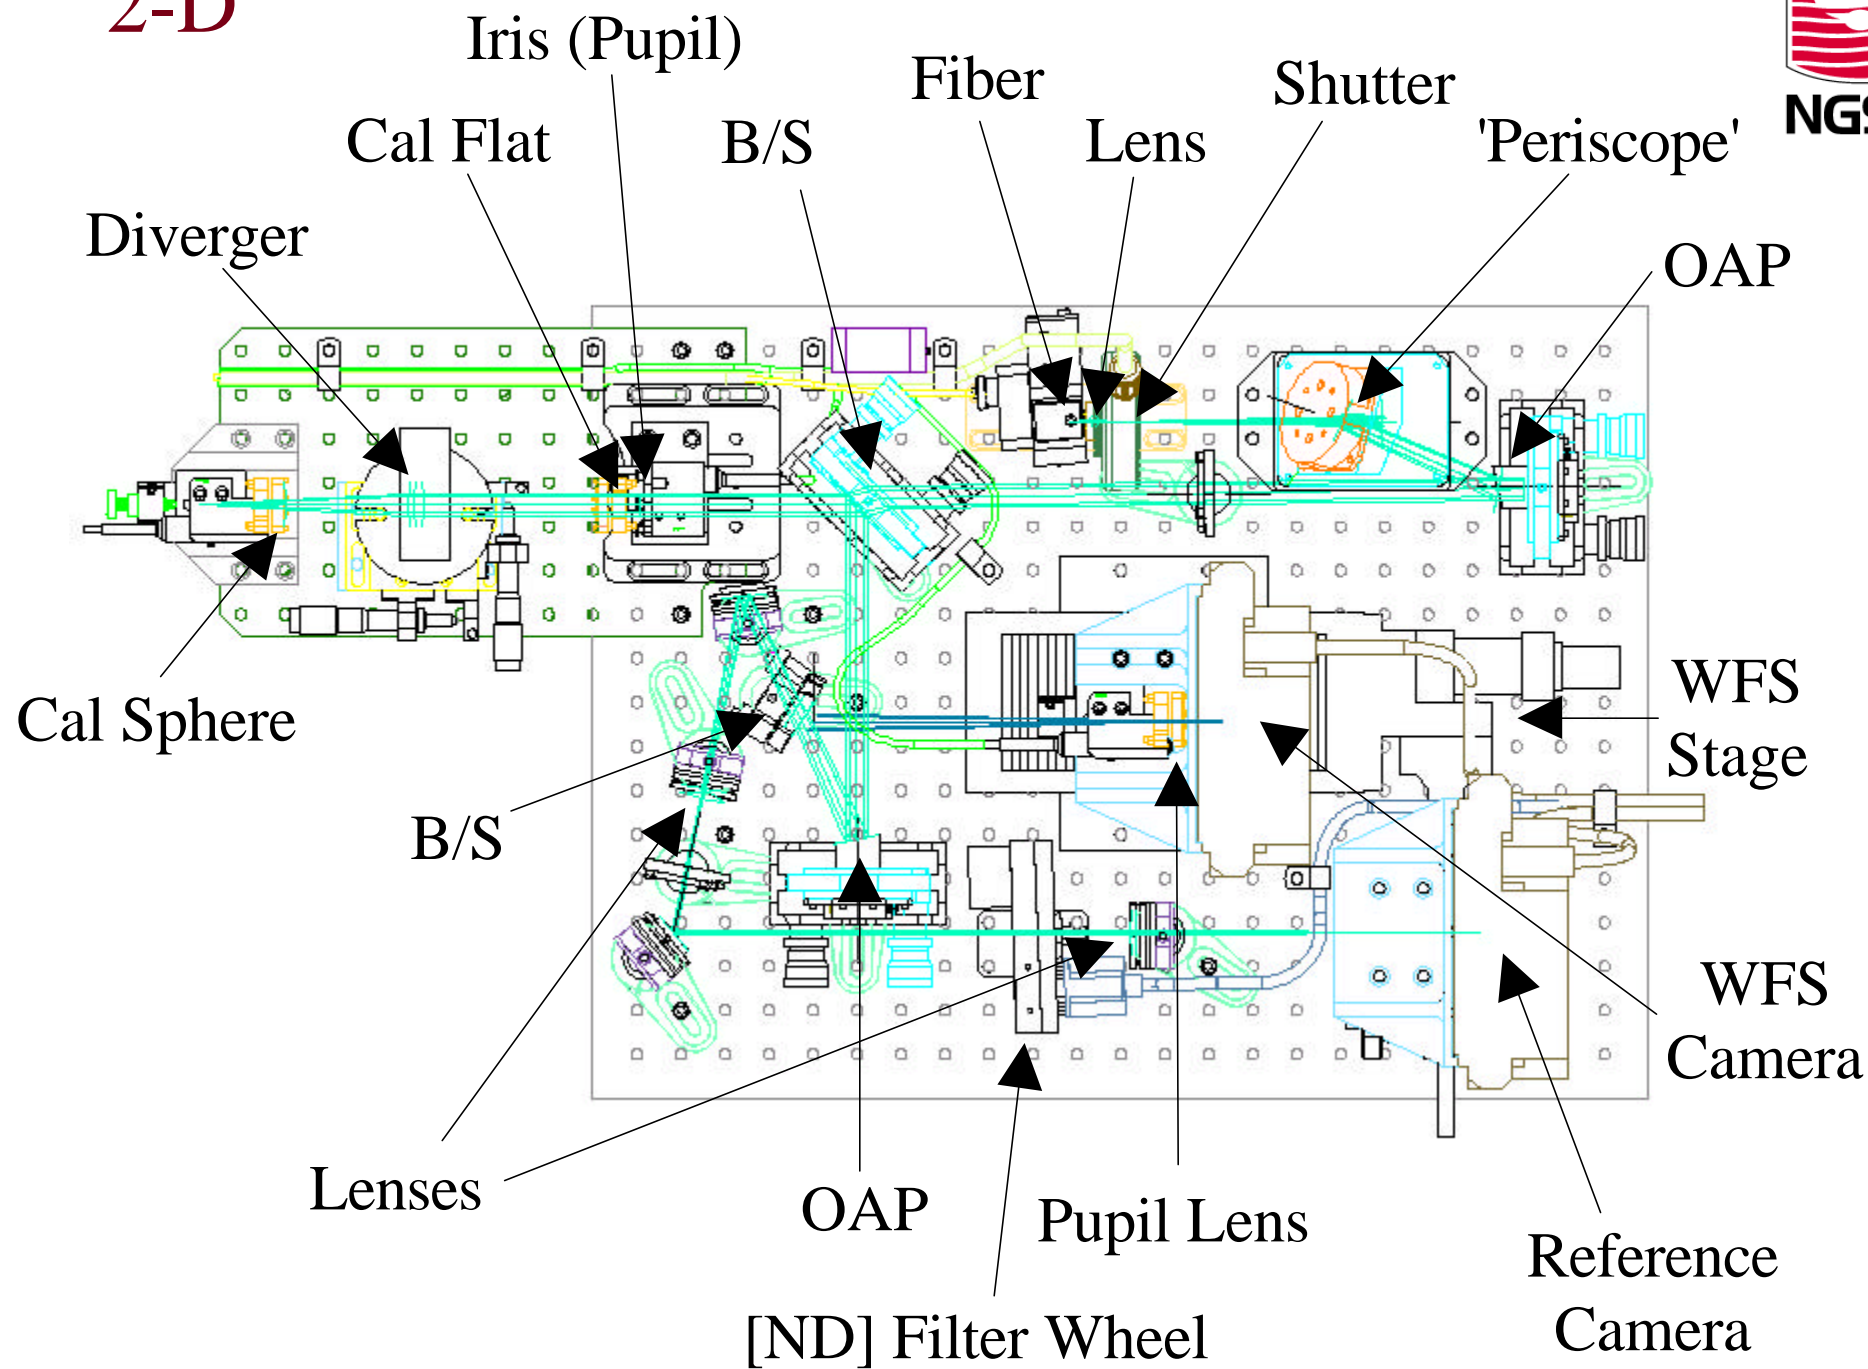 2-D
Iris (Pupil)
Fiber
Shutter
Cal Flat
B/S
Lens
'Periscope'
Diverger
OAP
Cal Sphere
WFS
Stage
B/S
WFS
Camera
Lenses
OAP
Pupil Lens
Reference
Camera
[ND] Filter Wheel